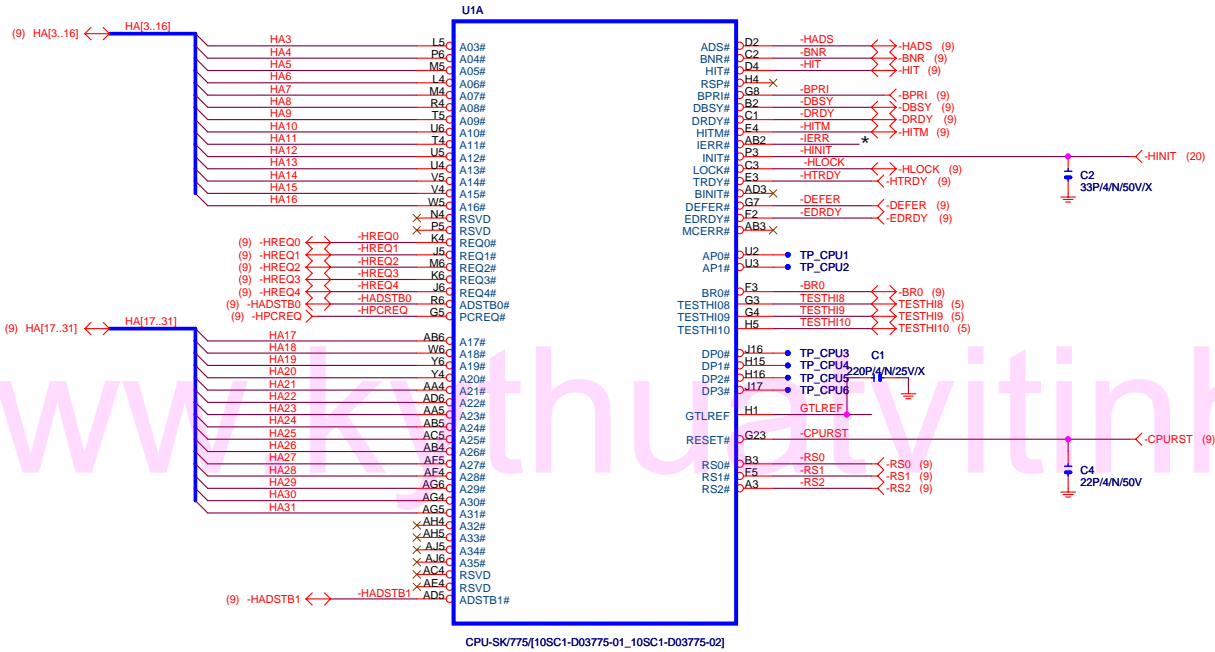 U1A
(9) HA[3..16] HA[3..16]
HA3 L5 A03#
HA4 P6 A04#
HA5 M5 A05#
HA6 L4 A06#
HA7 M4 A07#
HA8 R4 A08#
HA9 T5 A09#
HA10 U6 A10#
HA11 T4 A11#
HA12 U5 A12#
HA13 U4 A13#
HA14 V5 A14#
HA15 V4 A15#
HA16 W5 A16#
N4 RSVD
P5 RSVD
(9) -HREQ0 -HREQ0 K4 REQ0#
(9) -HREQ1 -HREQ1 J5 REQ1#
(9) -HREQ2 -HREQ2 M6 REQ2#
(9) -HREQ3 -HREQ3 K6 REQ3#
(9) -HREQ4 -HREQ4 J6 REQ4#
(9) -HADSTB0 -HADSTB0 R6 ADSTB0#
(9) -HPCREQ -HPCREQ G5 PCREQ#
(9) HA[17..31] HA[17..31]
HA17 AB6 A17#
HA18 W6 A18#
HA19 Y6 A19#
HA20 Y4 A20#
HA21 AA4 A21#
HA22 AD6 A22#
HA23 AA5 A23#
HA24 AB5 A24#
HA25 AC5 A25#
HA26 AB4 A26#
HA27 AF5 A27#
HA28 AF4 A28#
HA29 AG6 A29#
HA30 AG4 A30#
HA31 AG5 A31#
AH4 A32#
AH5 A33#
AJ5 A34#
AJ6 A35#
AC4 RSVD
AE4 RSVD
(9) -HADSTB1 -HADSTB1 AD5 ADSTB1#
ADS# D2 -HADS -HADS (9)
BNR# C2 -BNR -BNR (9)
HIT# D4 -HIT -HIT (9)
RSP# H4
BPRI# G8 -BPRI -BPRI (9)
DBSY# B2 -DBSY -DBSY (9)
DRDY# C1 -DRDY -DRDY (9)
HITM# E4 -HITM -HITM (9)
IERR# AB2 -IERR *
INIT# P3 -HINIT -HINIT (20)
LOCK# C3 -HLOCK -HLOCK (9)
TRDY# E3 -HTRDY -HTRDY (9)
BINIT# AD3
DEFER# G7 -DEFER -DEFER (9)
EDRDY# F2 -EDRDY -EDRDY (9)
MCERR# AB3
C2
33P/4/N/50V/X
AP0# U2 TP_CPU1
AP1# U3 TP_CPU2
BR0# F3 -BR0 -BR0 (9)
TESTHI08 G3 TESTHI8 TESTHI8 (5)
TESTHI09 G4 TESTHI9 TESTHI9 (5)
TESTHI10 H5 TESTHI10 TESTHI10 (5)
DP0# J16 TP_CPU3
DP1# H15 TP_CPU4
DP2# H16 TP_CPU5
DP3# J17 TP_CPU6
C1
220P/4/N/25V/X
GTLREF H1 GTLREF
RESET# G23 -CPURST -CPURST (9)
RS0# B3 -RS0 -RS0 (9)
RS1# F5 -RS1 -RS1 (9)
RS2# A3 -RS2 -RS2 (9)
C4
22P/4/N/50V
www.kythuatvitinh
CPU-SK/775/[10SC1-D03775-01_10SC1-D03775-02]